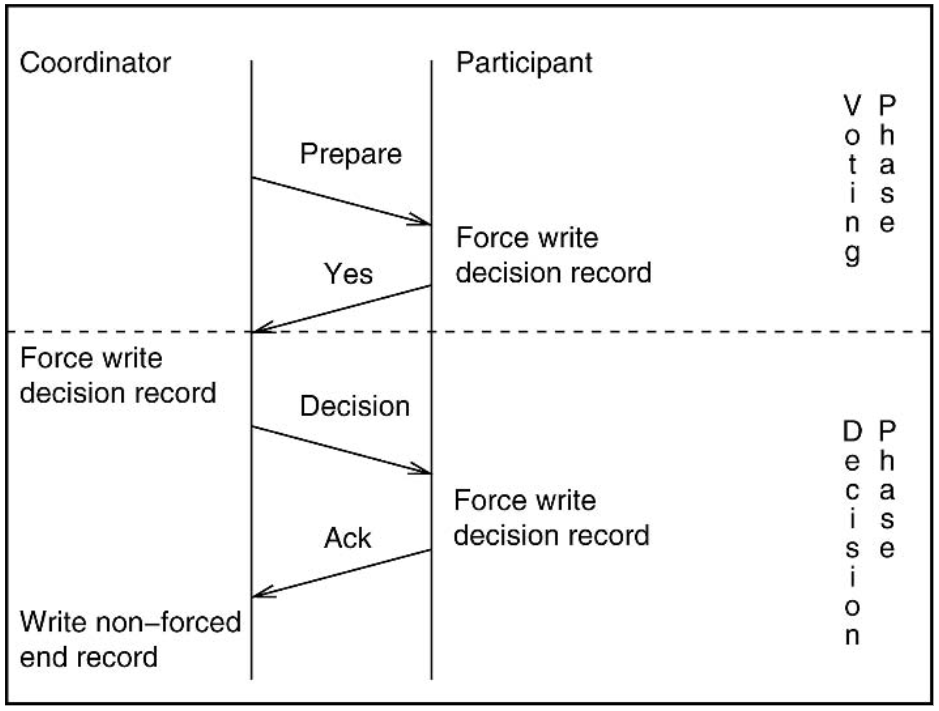 Coordinator
Participant
Voting
Phase
Prepare
Force write
decision record
Yes
Force write
decision record
Decision
Decision
Phase
Force write
decision record
Ack
Write non-forced
end record